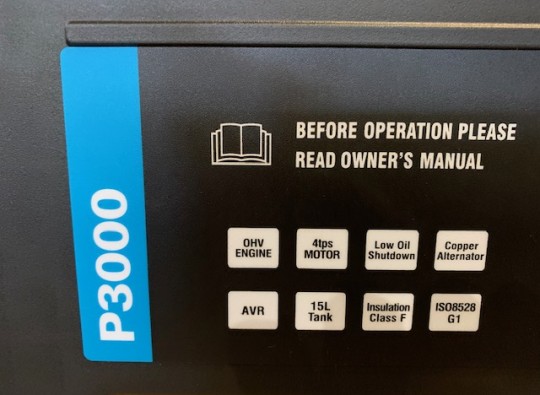 P3000
BEFORE OPERATION PLEASE
READ OWNER'S MANUAL
OHV
ENGINE
4tps
MOTOR
Low Oil
Shutdown
Copper
Alternator
AVR
15L
Tank
Insulation
Class F
ISO8528
G1